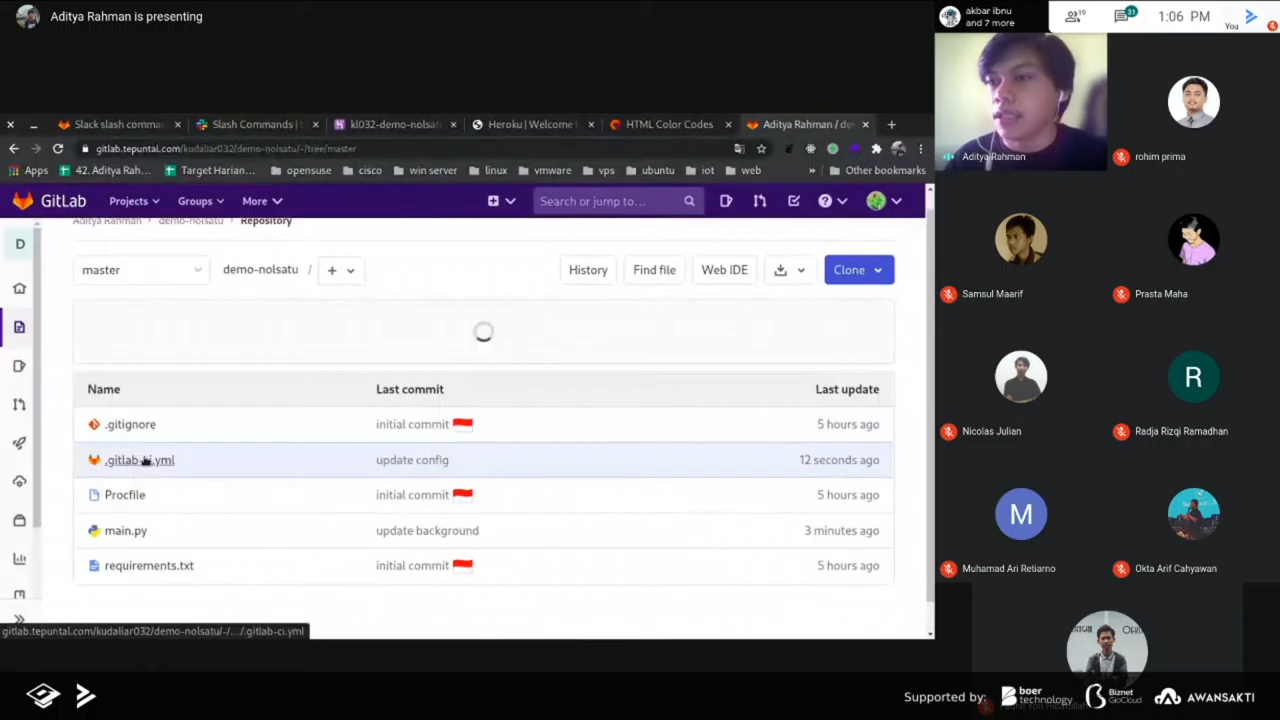 Aditya Rahman is presenting
akbar ibnu
and 7 more
19
31
1:06 PM
You
Slack slash comma
Slash Commands | S
kl032-demo-nolsatu
Heroku | Welcome
HTML Color Codes
Aditya Rahman / de
gitlab.tepuntal.com/kudaliar032/demo-nolsatu/-/tree/master
Apps
42. Aditya Rah...
Target Harian...
opensuse
cisco
win server
linux
vmware
vps
ubuntu
iot
web
»
Other bookmarks
GitLab
Projects
Groups
More
Search or jump to...
D
Aditya Rahman > demo-nolsatu > Repository
master
demo-nolsatu / +
History
Find file
Web IDE
Clone
Name
Last commit
Last update
.gitignore
initial commit
5 hours ago
.gitlab-ci.yml
update config
12 seconds ago
Procfile
initial commit
5 hours ago
main.py
update background
3 minutes ago
requirements.txt
initial commit
5 hours ago
gitlab.tepuntal.com/kudaliar032/demo-nolsatu/-/.../.gitlab-ci.yml
Aditya Rahman
rohim prima
Samsul Maarif
Prasta Maha
Nicolas Julian
R
Radja Rizqi Ramadhan
M
Muhamad Ari Retiarno
Okta Arif Cahyawan
Supported by:
boer
technology
Biznet
GioCloud
AWANSAKTI